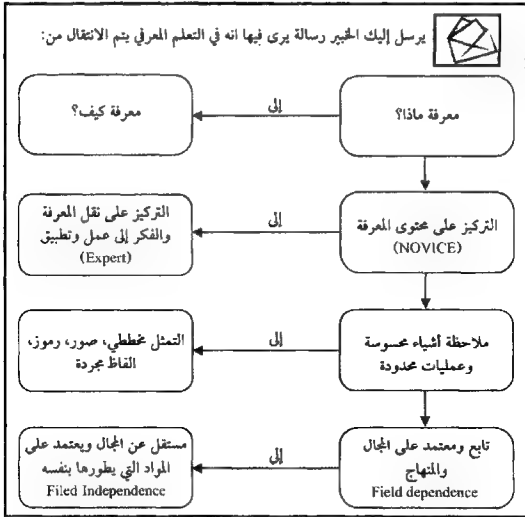 يرسل إليك الخبير رسالة يرى فيها انه في التعلم المعرفي يتم الانتقال من:
معرفة ماذا؟
إلى
معرفة كيف؟
التركيز على محتوى المعرفة
(NOVICE)
إلى
التركيز على نقل المعرفة
والفكر إلى عمل وتطبيق
(Expert)
ملاحظة أشياء محسوسة
وعمليات محدودة
إلى
التمثل مخططي، صور، رموز،
الفاظ مجردة
تابع ومعتمد على المجال
والمنهاج
Field dependence
إلى
مستقل عن المجال ويعتمد على
المواد التي يطورها بنفسه
Filed Independence